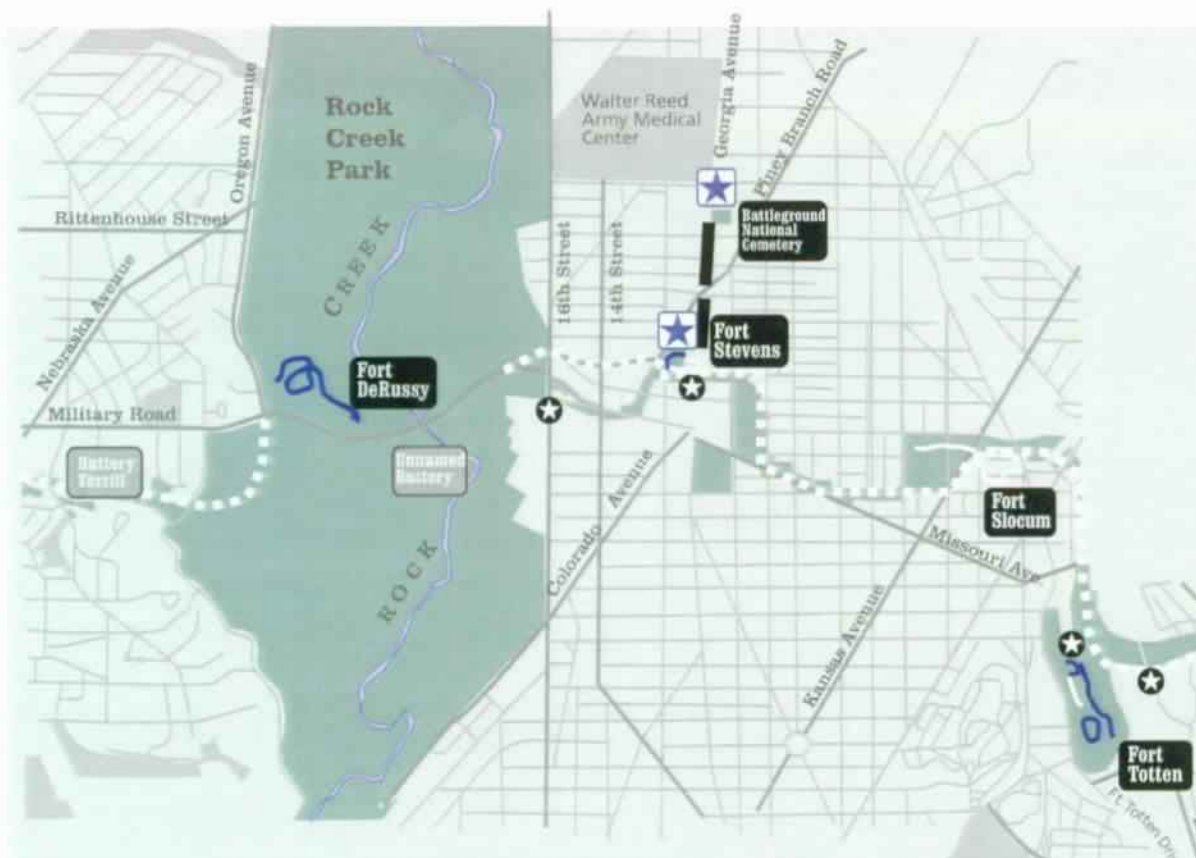 Rock
Creek
Park
Oregon Avenue
Rittenhouse Street
Nebraska Avenue
Military Road
CREEK
ROCK
Fort
DeRussy
Battery
Terrill
Unnamed
Battery
Walter Reed
Army Medical
Center
Georgia Avenue
Piney Branch Road
Battleground
National
Cemetery
16th Street
14th Street
Fort
Stevens
Colorado Avenue
Fort
Slocum
Missouri Ave
Kansas Avenue
Fort
Totten
Ft. Totten Dr